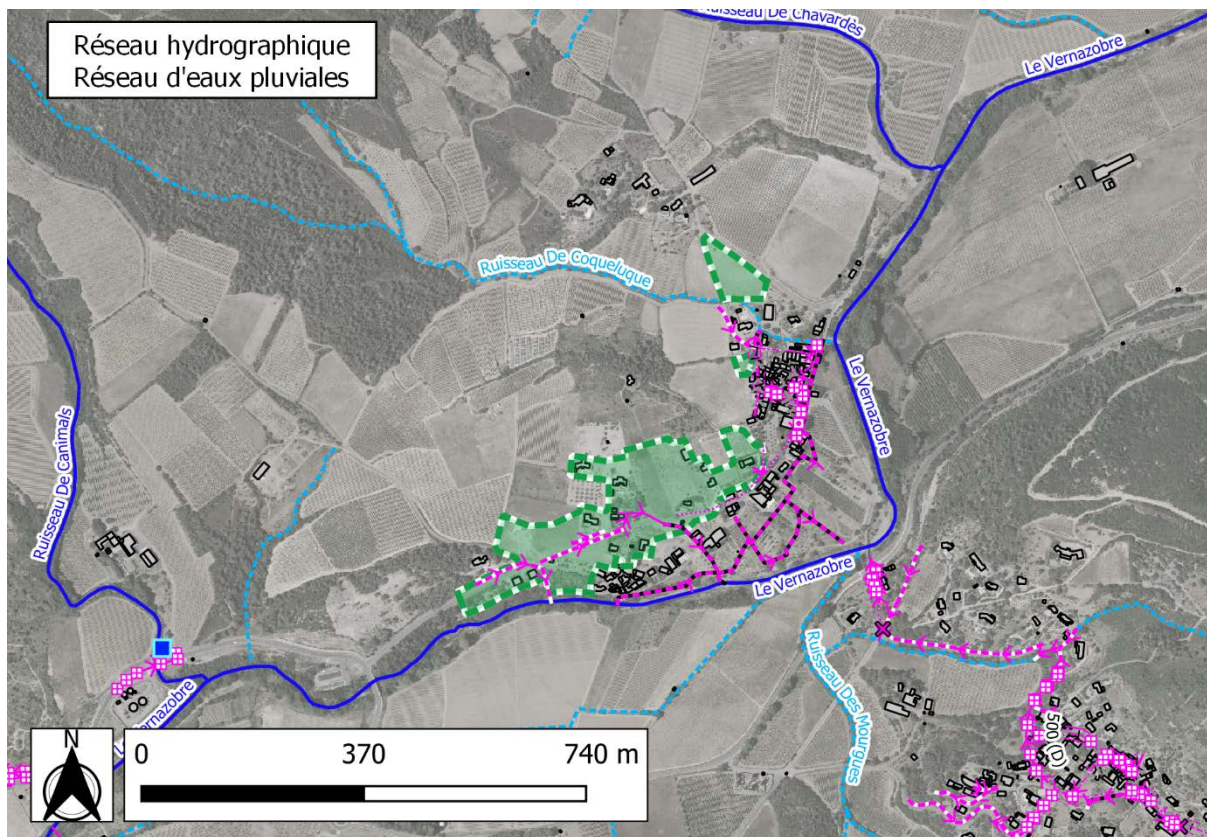 Réseau hydrographique
Réseau d'eaux pluviales
Ruisseau De Chavardès
Le Vernazobre
Ruisseau De Coqueluque
Le Vernazobre
Ruisseau De Canimals
Le Vernazobre
Ruisseau Des Mourgues
Le Vernazobre
500 (D)
N
0 370 740 m